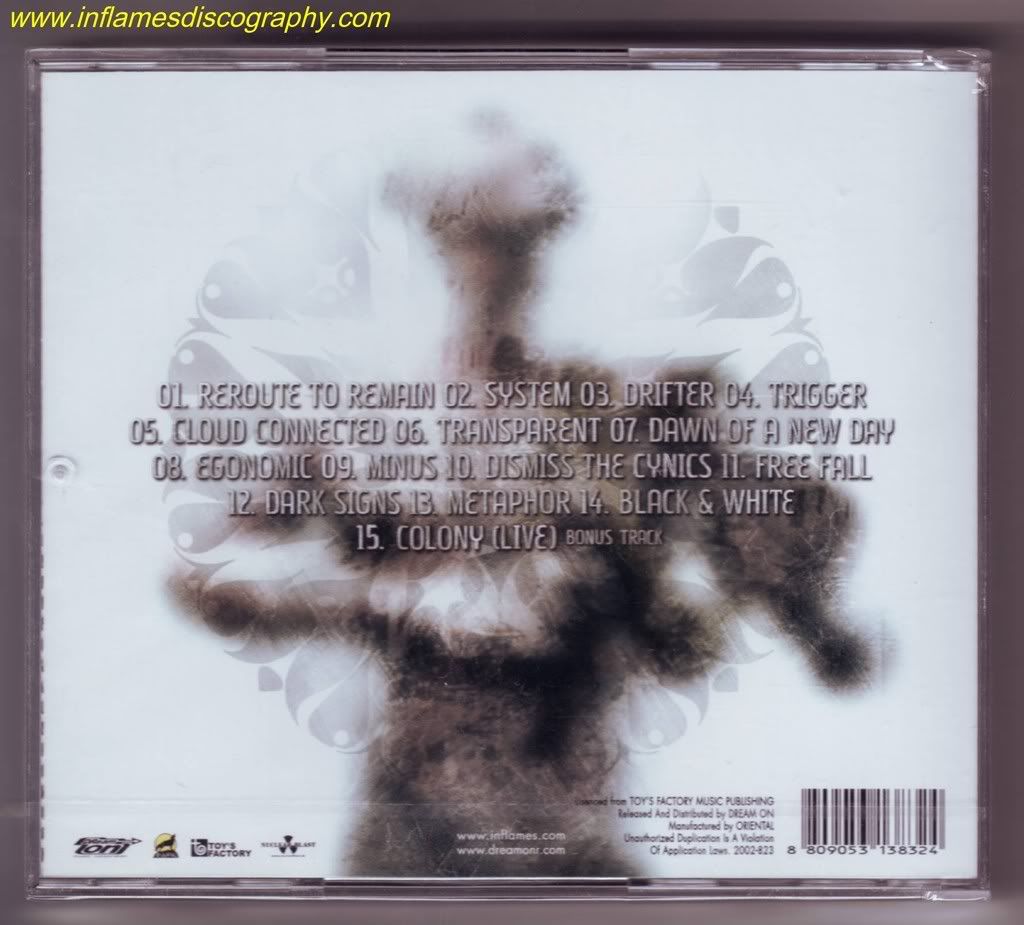 www.inflamesdiscography.com
01. REROUTE TO REMAIN 02. SYSTEM 03. DRIFTER 04. TRIGGER
05. CLOUD CONNECTED 06. TRANSPARENT 07. DAWN OF A NEW DAY
08. EGONOMIC 09. MINUS 10. DISMISS THE CYNICS 11. FREE FALL
12. DARK SIGNS 13. METAPHOR 14. BLACK & WHITE
15. COLONY (LIVE) BONUS TRACK
Licenced from TOY'S FACTORY MUSIC PUBLISHING
Released And Distributed by DREAM ON
Manufactured by ORIENTAL
Unauthorized Duplication Is A Violation
Of Application Laws. 2002-823
8 809053 138324
TOY'S
FACTORY
NUCLEAR BLAST
www.inflames.com
www.dreamonr.com